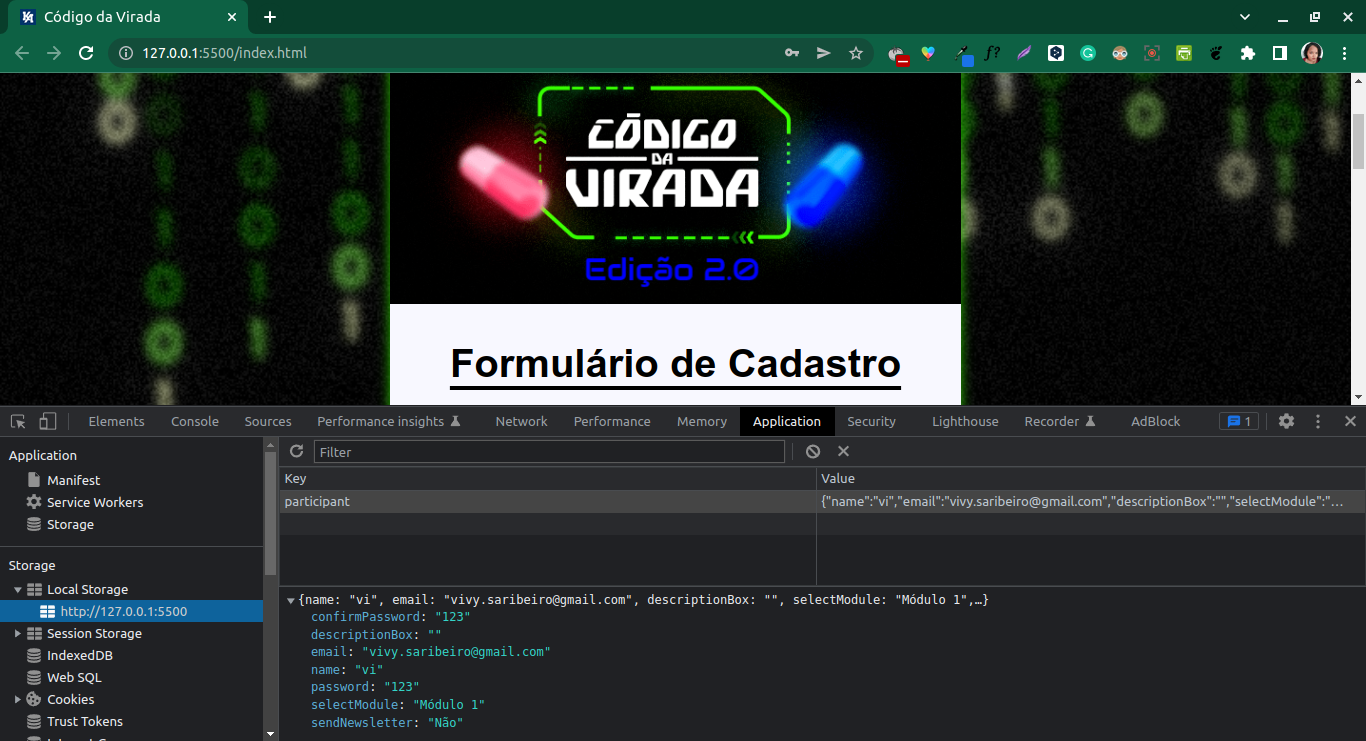 Código da Virada
127.0.0.1:5500/index.html
f?
CÓDIGO
DA
VIRADA
Edição 2.0
Formulário de Cadastro
Elements Console Sources Performance insights Network Performance Memory Application Security Lighthouse Recorder AdBlock 1
Application
Manifest
Service Workers
Storage
Storage
Local Storage
http://127.0.0.1:5500
Session Storage
IndexedDB
Web SQL
Cookies
Trust Tokens
Filter
Key Value
participant {"name":"vi","email":"vivy.saribeiro@gmail.com","descriptionBox":"","selectModule":"…
{name: "vi", email: "vivy.saribeiro@gmail.com", descriptionBox: "", selectModule: "Módulo 1",…}
confirmPassword: "123"
descriptionBox: ""
email: "vivy.saribeiro@gmail.com"
name: "vi"
password: "123"
selectModule: "Módulo 1"
sendNewsletter: "Não"